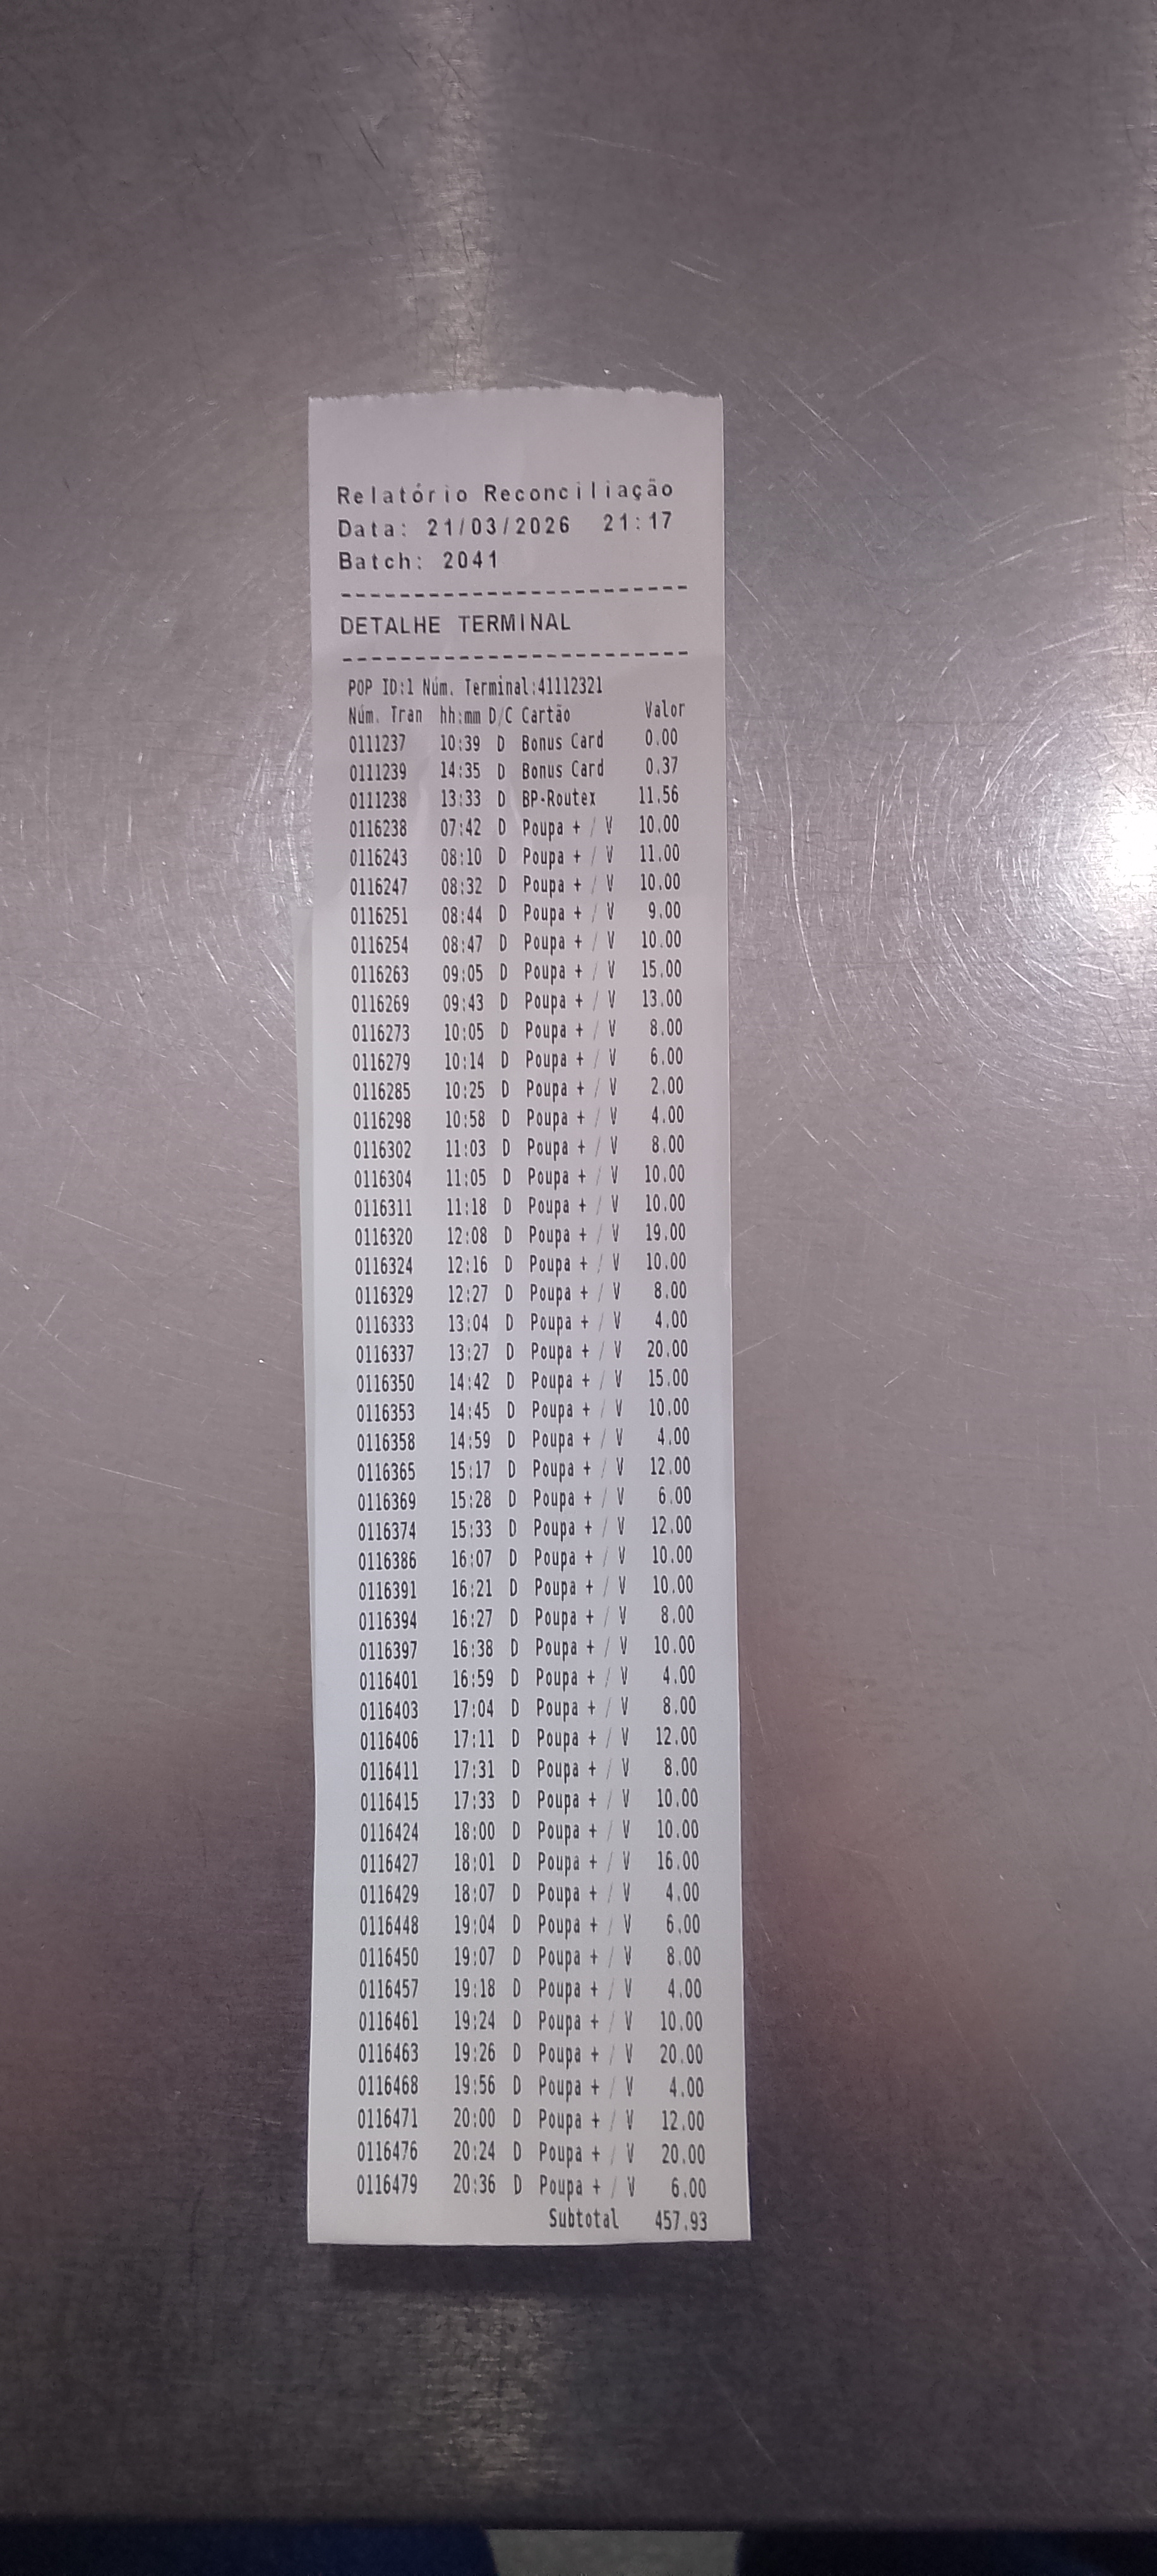 Relatório Reconciliação
Data: 21/03/2026 21:17
Batch: 2041
------------------------
DETALHE TERMINAL
------------------------
POP ID:1 Núm. Terminal:41112321
Núm. Tran hh:mm D/C Cartão Valor
0111237 10:39 D Bonus Card 0.00
0111239 14:35 D Bonus Card 0.37
0111238 13:33 D BP-Routex 11.56
0116238 07:42 D Poupa + / V 10.00
0116243 08:10 D Poupa + / V 11.00
0116247 08:32 D Poupa + / V 10.00
0116251 08:44 D Poupa + / V 9.00
0116254 08:47 D Poupa + / V 10.00
0116263 09:05 D Poupa + / V 15.00
0116269 09:43 D Poupa + / V 13.00
0116273 10:05 D Poupa + / V 8.00
0116279 10:14 D Poupa + / V 6.00
0116285 10:25 D Poupa + / V 2.00
0116298 10:58 D Poupa + / V 4.00
0116302 11:03 D Poupa + / V 8.00
0116304 11:05 D Poupa + / V 10.00
0116311 11:18 D Poupa + / V 10.00
0116320 12:08 D Poupa + / V 19.00
0116324 12:16 D Poupa + / V 10.00
0116329 12:27 D Poupa + / V 8.00
0116333 13:04 D Poupa + / V 4.00
0116337 13:27 D Poupa + / V 20.00
0116350 14:42 D Poupa + / V 15.00
0116353 14:45 D Poupa + / V 10.00
0116358 14:59 D Poupa + / V 4.00
0116365 15:17 D Poupa + / V 12.00
0116369 15:28 D Poupa + / V 6.00
0116374 15:33 D Poupa + / V 12.00
0116386 16:07 D Poupa + / V 10.00
0116391 16:21 D Poupa + / V 10.00
0116394 16:27 D Poupa + / V 8.00
0116397 16:38 D Poupa + / V 10.00
0116401 16:59 D Poupa + / V 4.00
0116403 17:04 D Poupa + / V 8.00
0116406 17:11 D Poupa + / V 12.00
0116411 17:31 D Poupa + / V 8.00
0116415 17:33 D Poupa + / V 10.00
0116424 18:00 D Poupa + / V 10.00
0116427 18:01 D Poupa + / V 16.00
0116429 18:07 D Poupa + / V 4.00
0116448 19:04 D Poupa + / V 6.00
0116450 19:07 D Poupa + / V 8.00
0116457 19:18 D Poupa + / V 4.00
0116461 19:24 D Poupa + / V 10.00
0116463 19:26 D Poupa + / V 20.00
0116468 19:56 D Poupa + / V 4.00
0116471 20:00 D Poupa + / V 12.00
0116476 20:24 D Poupa + / V 20.00
0116479 20:36 D Poupa + / V 6.00
Subtotal 457.93